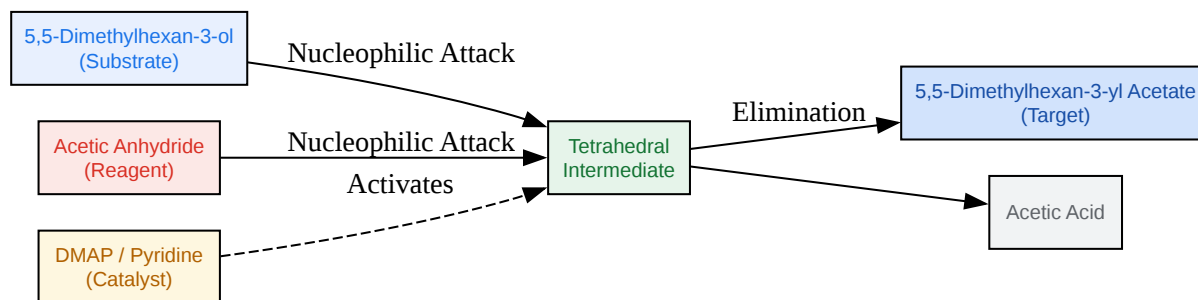 5,5-Dimethylhexan-3-ol
(Substrate)
Nucleophilic Attack
Acetic Anhydride
(Reagent)
Nucleophilic Attack
Activates
DMAP / Pyridine
(Catalyst)
Tetrahedral
Intermediate
Elimination
5,5-Dimethylhexan-3-yl Acetate
(Target)
Acetic Acid